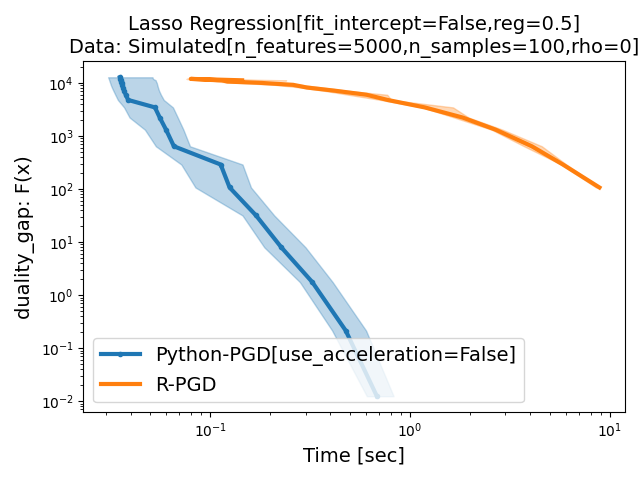 Lasso Regression[fit_intercept=False,reg=0.5]
Data: Simulated[n_features=5000,n_samples=100,rho=0]
duality_gap: F(x)
10⁴
10³
10²
10¹
10⁰
10⁻¹
10⁻²
Python-PGD[use_acceleration=False]
R-PGD
10⁻¹ 10⁰ 10¹
Time [sec]